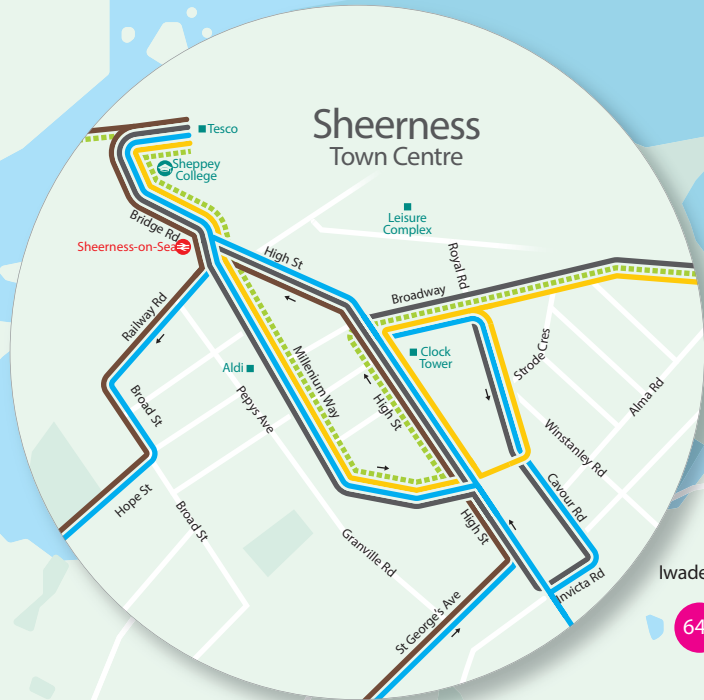 Sheerness
Town Centre
Tesco
Sheppey
College
Bridge Rd
Sheerness-on-Sea
High St
Leisure
Complex
Royal Rd
Broadway
Railway Rd
Clock
Tower
Aldi
Millenium Way
High St
Strode Cres
Alma Rd
Broad St
Pepys Ave
Winstanley Rd
Cavour Rd
Hope St
Broad St
High St
Granville Rd
Invicta Rd
St George's Ave
Iwade
64